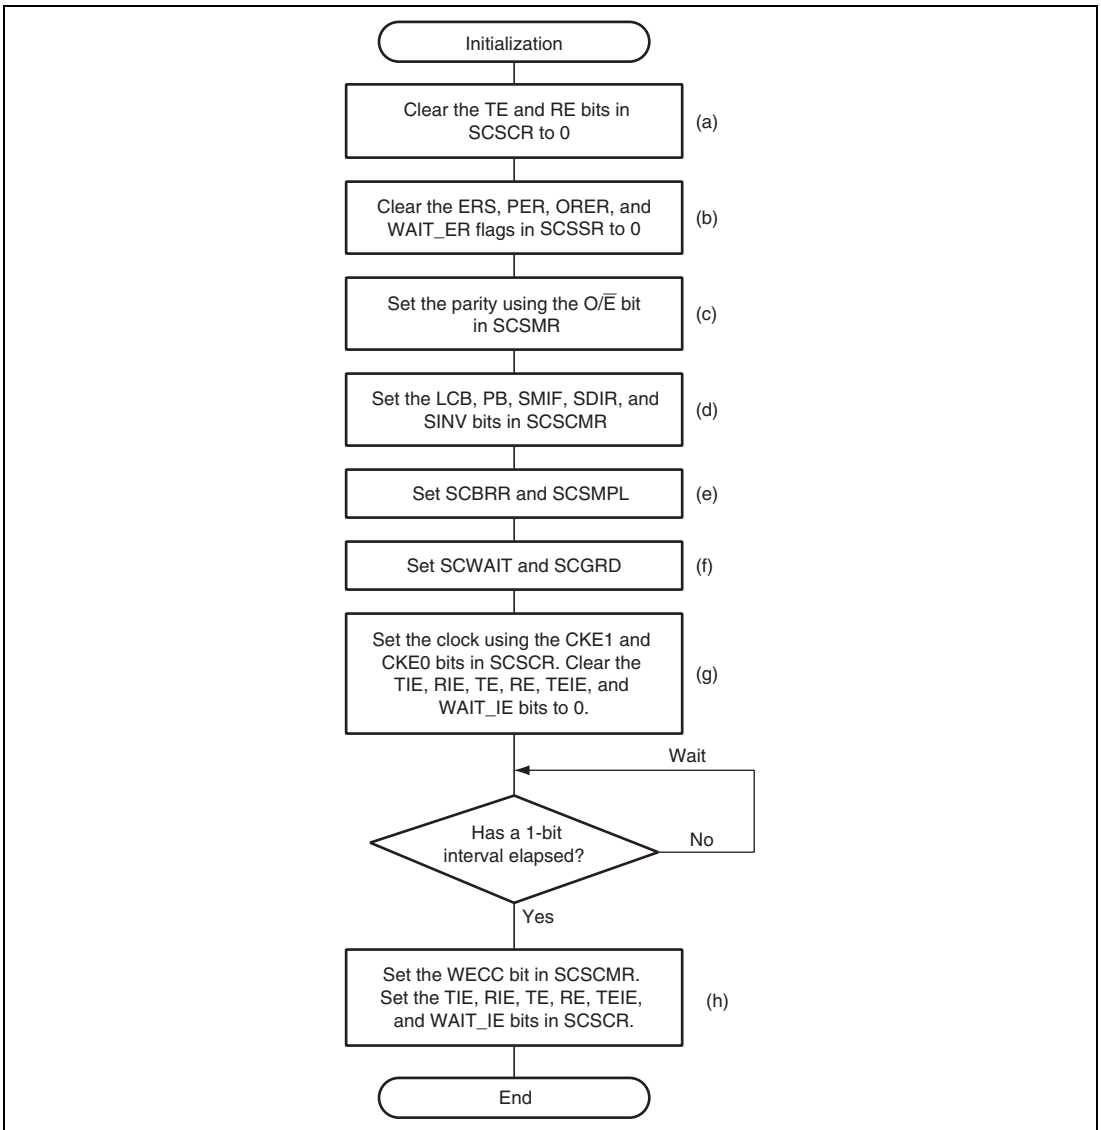 Initialization
Clear the TE and RE bits in
SCSCR to 0
(a)
Clear the ERS, PER, ORER, and
WAIT_ER flags in SCSSR to 0
(b)
Set the parity using the O/E̅ bit
in SCSMR
(c)
Set the LCB, PB, SMIF, SDIR, and
SINV bits in SCSCMR
(d)
Set SCBRR and SCSMPL
(e)
Set SCWAIT and SCGRD
(f)
Set the clock using the CKE1 and
CKE0 bits in SCSCR. Clear the
TIE, RIE, TE, RE, TEIE, and
WAIT_IE bits to 0.
(g)
Wait
Has a 1-bit
interval elapsed?
No
Yes
Set the WECC bit in SCSCMR.
Set the TIE, RIE, TE, RE, TEIE,
and WAIT_IE bits in SCSCR.
(h)
End